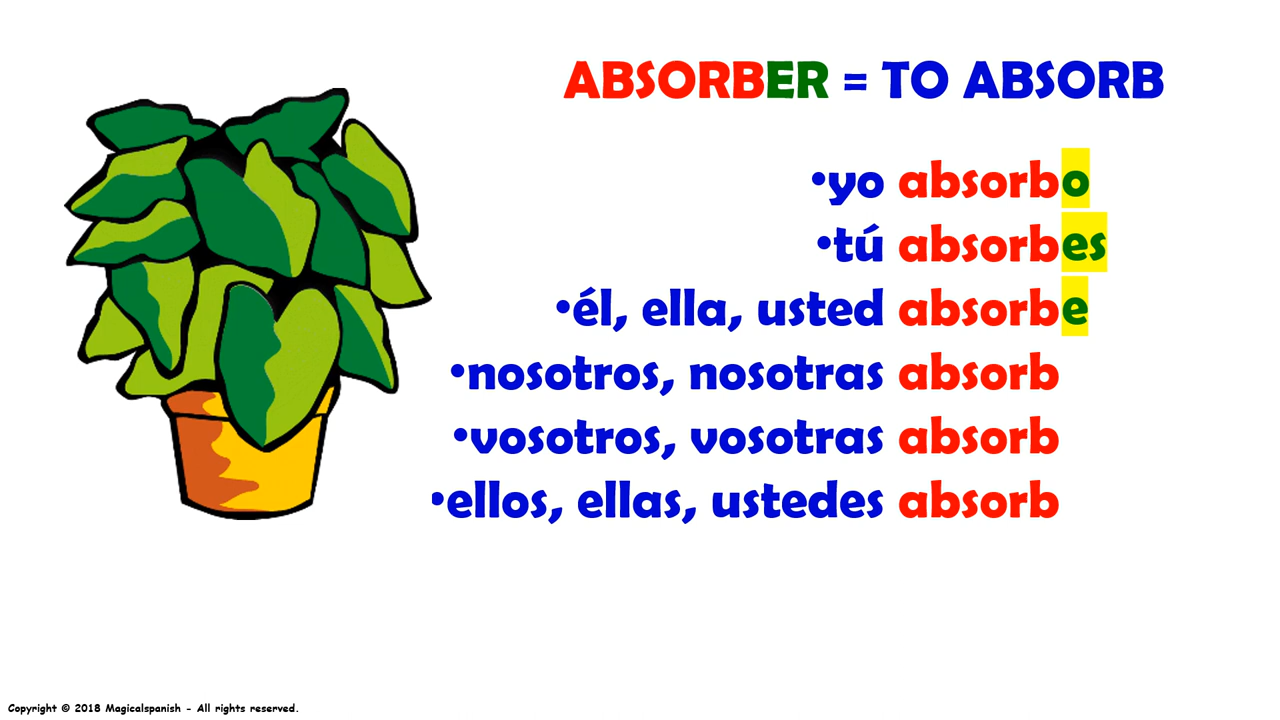 ABSORBER = TO ABSORB
•yo absorbo
•tú absorbes
•él, ella, usted absorbe
•nosotros, nosotras absorb
•vosotros, vosotras absorb
•ellos, ellas, ustedes absorb
Copyright © 2018 Magicalspanish - All rights reserved.